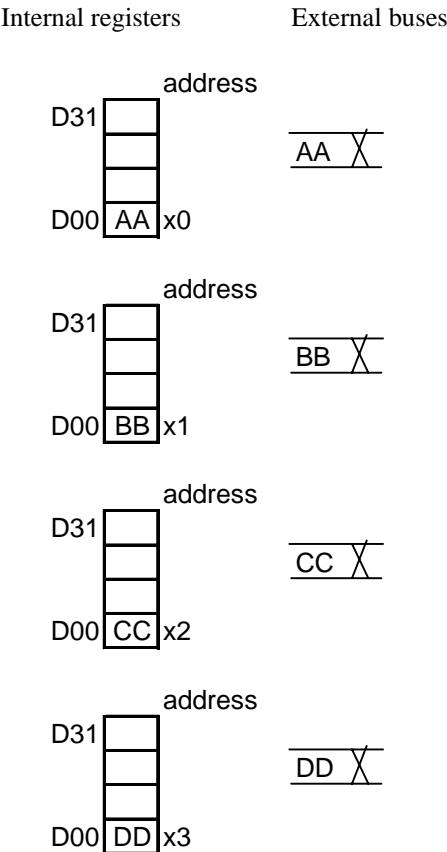 Internal registers External buses
address
D31
AA
D00 AA x0
address
D31
BB
D00 BB x1
address
D31
CC
D00 CC x2
address
D31
DD
D00 DD x3